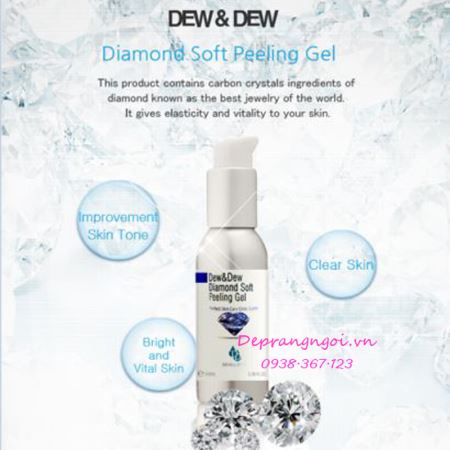 DEW & DEW
Diamond Soft Peeling Gel
This product contains carbon crystals ingredients of
diamond known as the best jewelry of the world.
It gives elasticity and vitality to your skin.
Improvement
Skin Tone
Clear Skin
Bright
and
Vital Skin
Dew&Dew
Diamond Soft
Peeling Gel
Deprangngoi.vn
0938·367·123